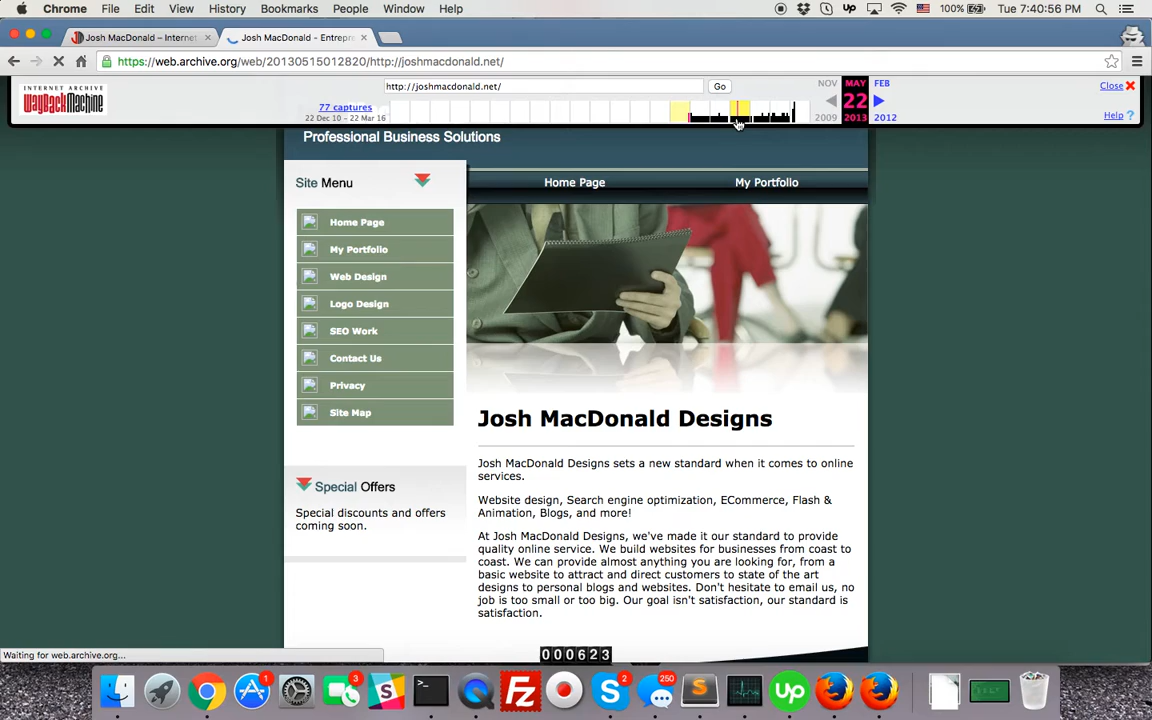 Chrome File Edit View History Bookmarks People Window Help
Up 100% Tue 7:40:56 PM
Josh MacDonald – Internet
Josh MacDonald - Entrepre
https://web.archive.org/web/20130515012820/http://joshmacdonald.net/
INTERNET ARCHIVE
WayBackMachine
http://joshmacdonald.net/ Go
77 captures
22 Dec 10 - 22 Mar 16
NOV MAY FEB
22
2009 2013 2012
Close
Help ?
Professional Business Solutions
Site Menu
Home Page My Portfolio
Home Page
My Portfolio
Web Design
Logo Design
SEO Work
Contact Us
Privacy
Site Map
Special Offers
Special discounts and offers
coming soon.
Josh MacDonald Designs
Josh MacDonald Designs sets a new standard when it comes to online
services.
Website design, Search engine optimization, ECommerce, Flash &
Animation, Blogs, and more!
At Josh MacDonald Designs, we've made it our standard to provide
quality online service. We build websites for businesses from coast to
coast. We can provide almost anything you are looking for, from a
basic website to attract and direct customers to state of the art
designs to personal blogs and websites. Don't hesitate to email us, no
job is too small or too big. Our goal isn't satisfaction, our standard is
satisfaction.
000623
Waiting for web.archive.org...
1 3 2 250
Fz S S Up